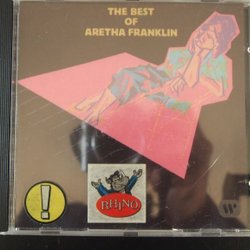 THE BEST
OF
ARETHA FRANKLIN
!
RHINO